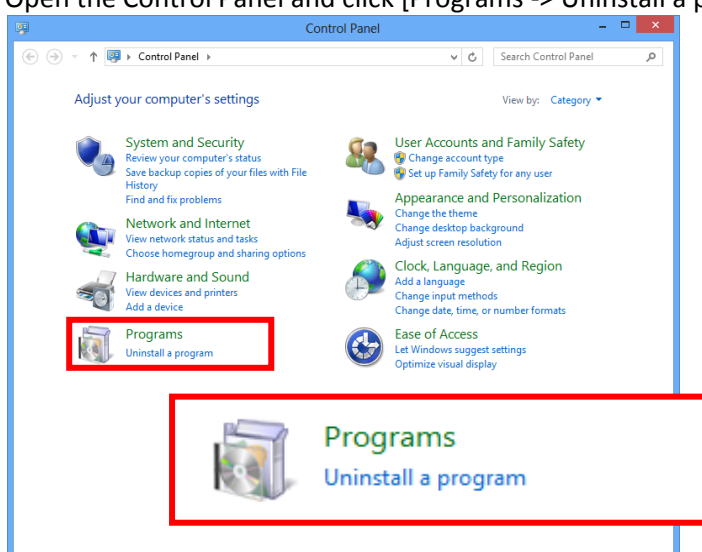 Open the Control Panel and click [Programs -> Uninstall a p
Control Panel
Control Panel
Search Control Panel
Adjust your computer's settings
View by: Category
System and Security
Review your computer's status
Save backup copies of your files with File
History
Find and fix problems
Network and Internet
View network status and tasks
Choose homegroup and sharing options
Hardware and Sound
View devices and printers
Add a device
Programs
Uninstall a program
User Accounts and Family Safety
Change account type
Set up Family Safety for any user
Appearance and Personalization
Change the theme
Change desktop background
Adjust screen resolution
Clock, Language, and Region
Add a language
Change input methods
Change date, time, or number formats
Ease of Access
Let Windows suggest settings
Optimize visual display
Programs
Uninstall a program